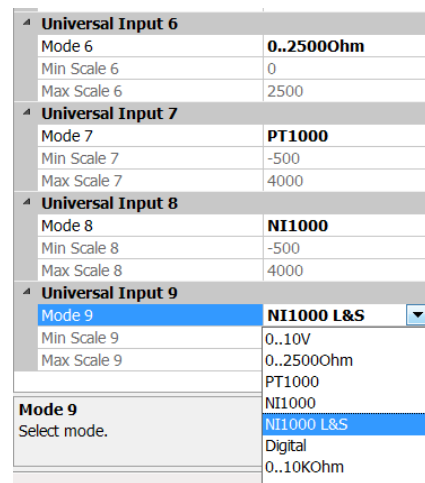 Universal Input 6
Mode 6 0..2500Ohm
Min Scale 6 0
Max Scale 6 2500
Universal Input 7
Mode 7 PT1000
Min Scale 7 -500
Max Scale 7 4000
Universal Input 8
Mode 8 NI1000
Min Scale 8 -500
Max Scale 8 4000
Universal Input 9
Mode 9 NI1000 L&S
Min Scale 9 0..10V
Max Scale 9 0..2500Ohm
PT1000
NI1000
NI1000 L&S
Digital
0..10KOhm
Mode 9
Select mode.